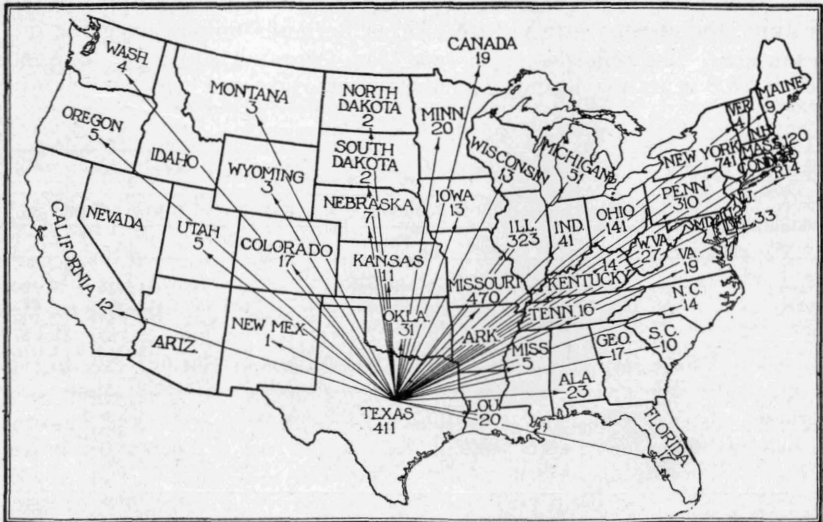 CANADA
19
WASH.
4
MONTANA
3
NORTH
DAKOTA
2
MINN.
20
MAINE
9
VER.
4
N.H.
OREGON
5
IDAHO
WYOMING
3
SOUTH
DAKOTA
2
WISCONSIN
13
MICHIGAN
51
NEW YORK
741
MASS. 120
CONN.
R.I. 4
NEBRASKA
7
IOWA
13
PENN.
310
N.J.
NEVADA
UTAH
5
COLORADO
17
KANSAS
11
ILL.
323
IND.
41
OHIO
141
W.VA.
27
MD.
DEL. 33
CALIFORNIA 12
MISSOURI
470
KENTUCKY
14
VA.
19
ARIZ.
NEW MEX.
1
OKLA.
31
ARK.
TENN. 16
N.C.
14
MISS.
5
ALA.
23
GEO.
17
S.C.
10
TEXAS
411
LOU.
20
FLORIDA